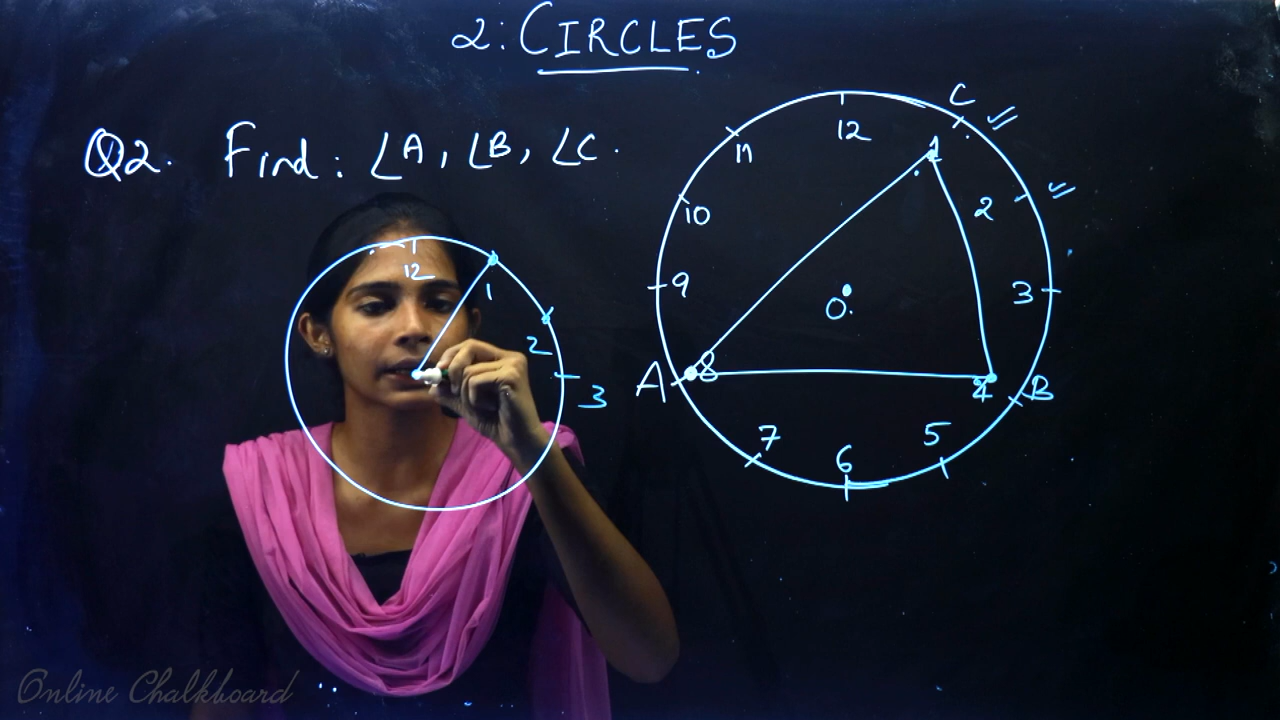 2: CIRCLES
Q2. Find: ∠A, ∠B, ∠C.
12
1
2
3
C
12
1
11
2
10
3
9
O.
A
8
4
B
7
5
6
Online Chalkboard